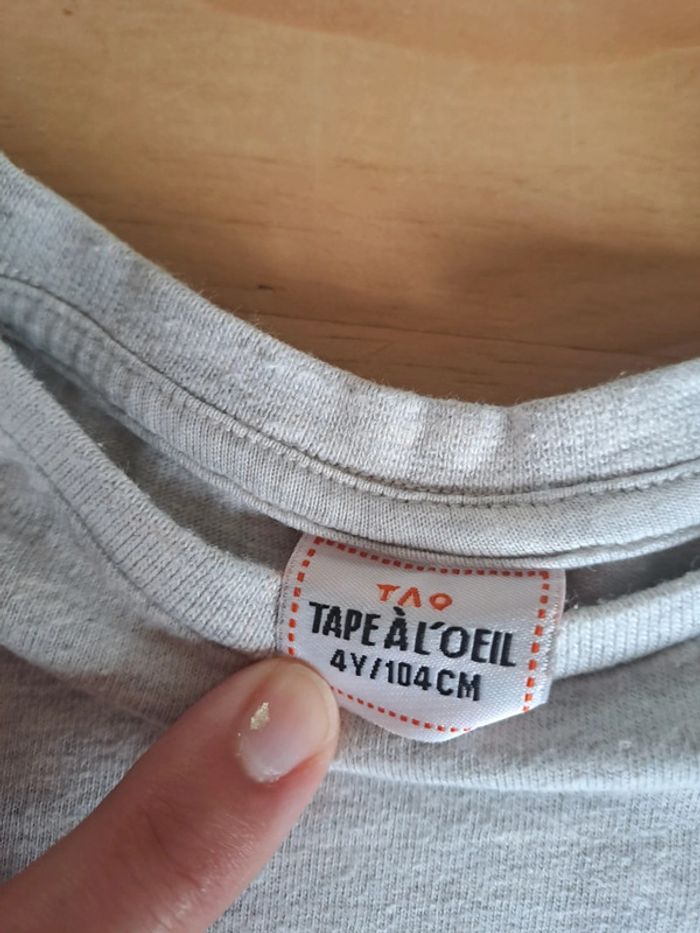 TAO
TAPE À L'OEIL
4Y/104CM